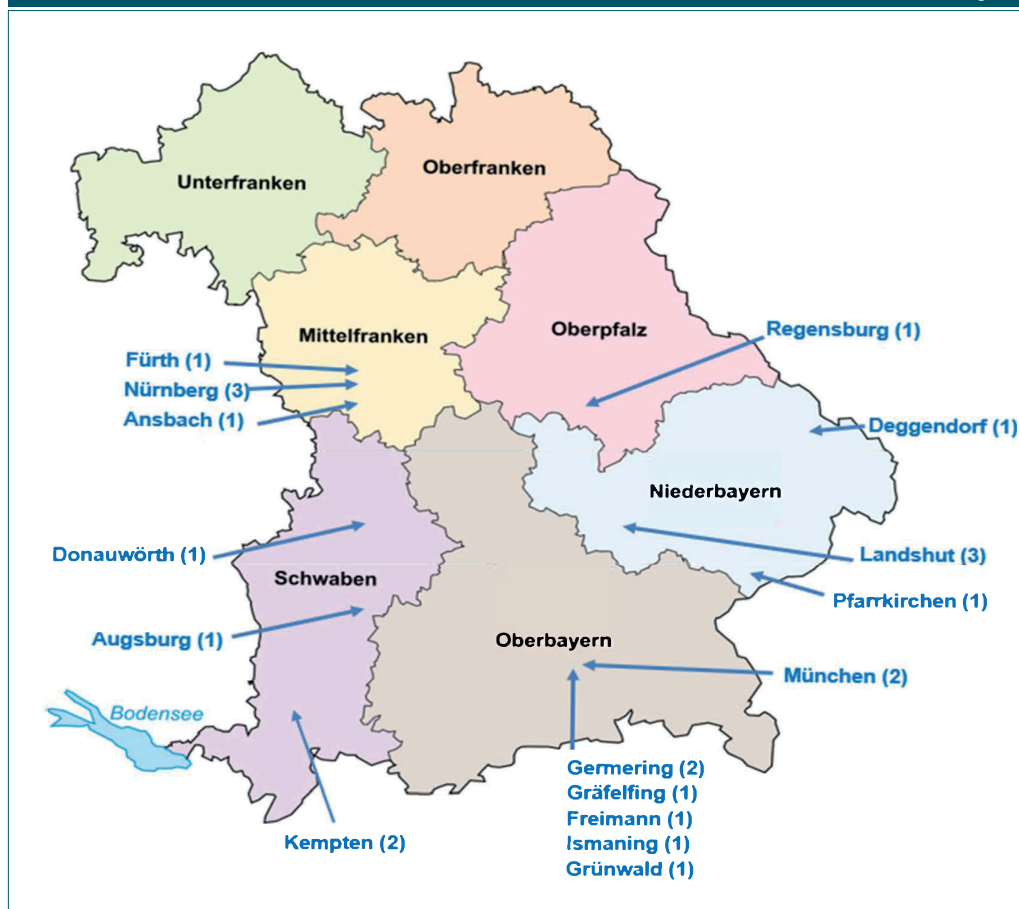 Unterfranken
Oberfranken
Mittelfranken
Oberpfalz
Regensburg (1)
Fürth (1)
Nürnberg (3)
Ansbach (1)
Deggendorf (1)
Niederbayern
Donauwörth (1)
Landshut (3)
Schwaben
Pfarrkirchen (1)
Augsburg (1)
Oberbayern
München (2)
Bodensee
Germering (2)
Gräfelfing (1)
Freimann (1)
Ismaning (1)
Grünwald (1)
Kempten (2)